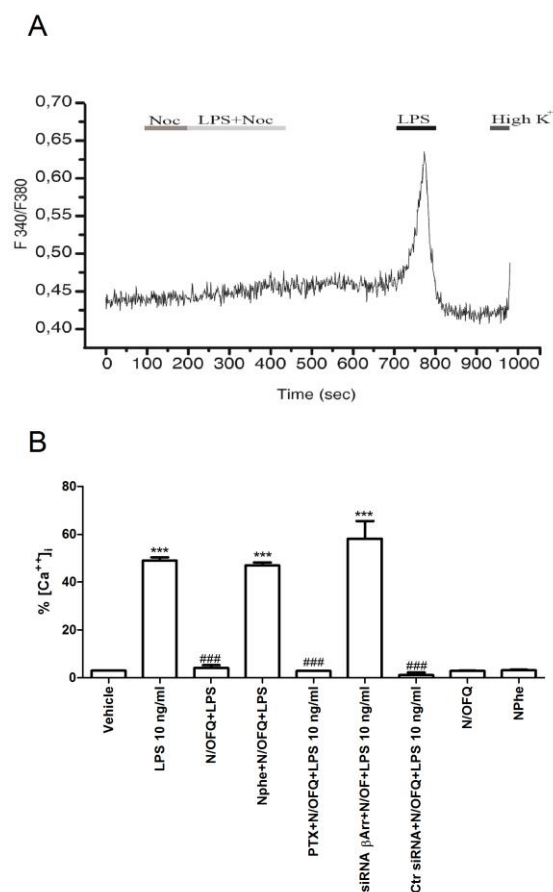 A
Noc LPS+Noc LPS High K+
0,70
0,65
0,60
0,55
0,50
0,45
0,40
F 340/F380
0 100 200 300 400 500 600 700 800 900 1000
Time (sec)
B
80
60
40
20
0
% [Ca++]i
*** *** ***
### ### ###
Vehicle
LPS 10 ng/ml
N/OFQ+LPS
Nphe+N/OFQ+LPS
PTX+N/OFQ+LPS 10 ng/ml
siRNA βArr+N/OF+LPS 10 ng/ml
Ctr siRNA+N/OFQ+LPS 10 ng/ml
N/OFQ
NPhe